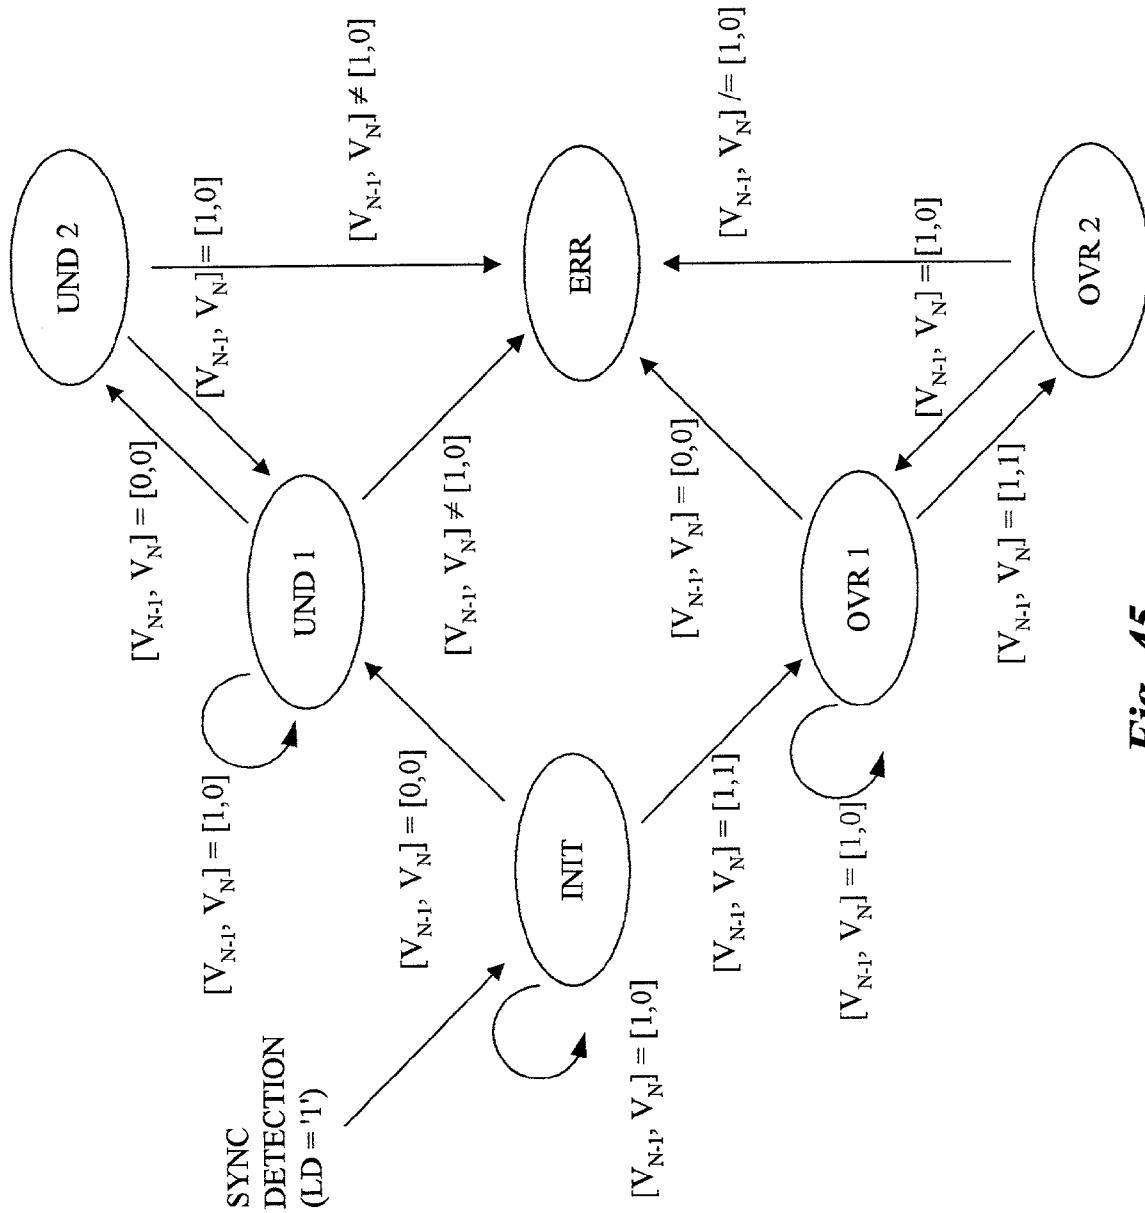 SYNC
DETECTION
(LD = '1')
[V_{N-1}, V_N] = [1,0]
INIT
[V_{N-1}, V_N] = [0,0]
[V_{N-1}, V_N] = [1,1]
[V_{N-1}, V_N] = [1,0]
UND 1
[V_{N-1}, V_N] = [0,0]
[V_{N-1}, V_N] = [1,0]
UND 2
[V_{N-1}, V_N] ≠ [1,0]
[V_{N-1}, V_N] ≠ [1,0]
ERR
[V_{N-1}, V_N] = [0,0]
[V_{N-1}, V_N] /= [1,0]
[V_{N-1}, V_N] = [1,0]
OVR 1
[V_{N-1}, V_N] = [1,0]
[V_{N-1}, V_N] = [1,1]
OVR 2
Fig. 45